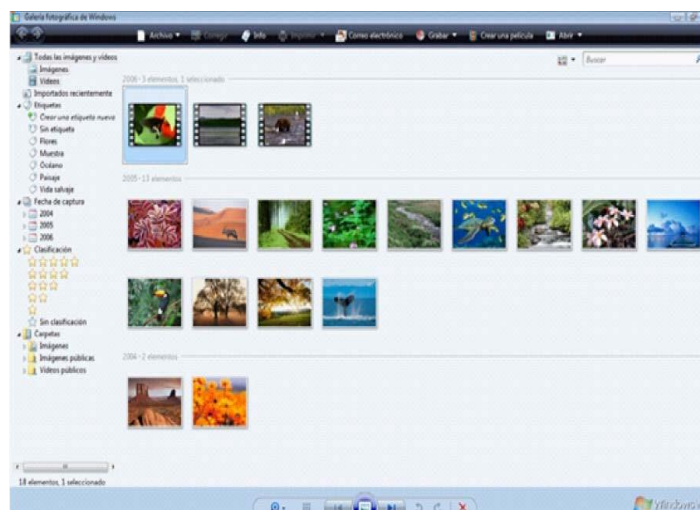 Galería fotográfica de Windows
Archivo Corregir Info Imprimir Correo electrónico Grabar Crear una película Abrir
Todas las imágenes y vídeos
Imágenes
Vídeos
Importados recientemente
Etiquetas
Crear una etiqueta nueva
Sin etiqueta
Flores
Muestra
Océano
Paisaje
Vida salvaje
Fecha de captura
2004
2005
2006
Clasificación
Sin clasificación
Carpetas
Imágenes
Imágenes públicas
Vídeos públicos
18 elementos, 1 seleccionado
Buscar
2006 - 3 elementos, 1 seleccionado
2005 - 13 elementos
2004 - 2 elementos
Windows